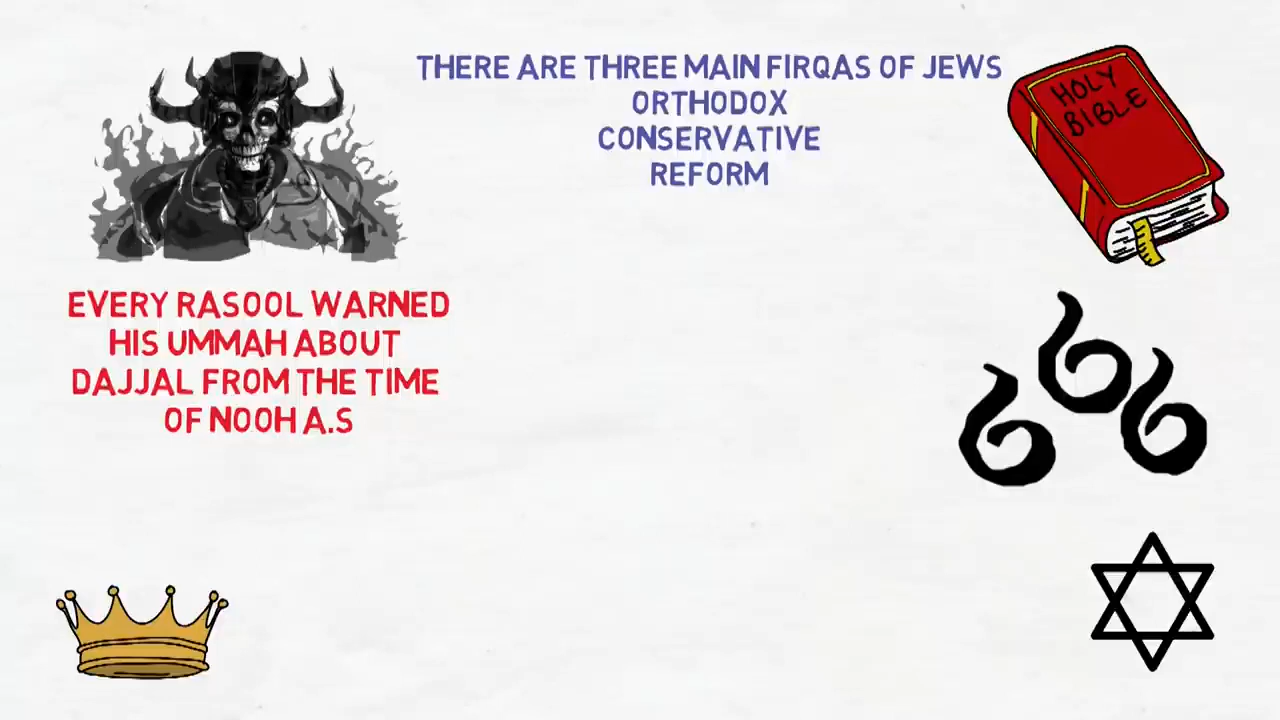 THERE ARE THREE MAIN FIRQAS OF JEWS
ORTHODOX
CONSERVATIVE
REFORM
HOLY
BIBLE
EVERY RASOOL WARNED
HIS UMMAH ABOUT
DAJJAL FROM THE TIME
OF NOOH A.S
666